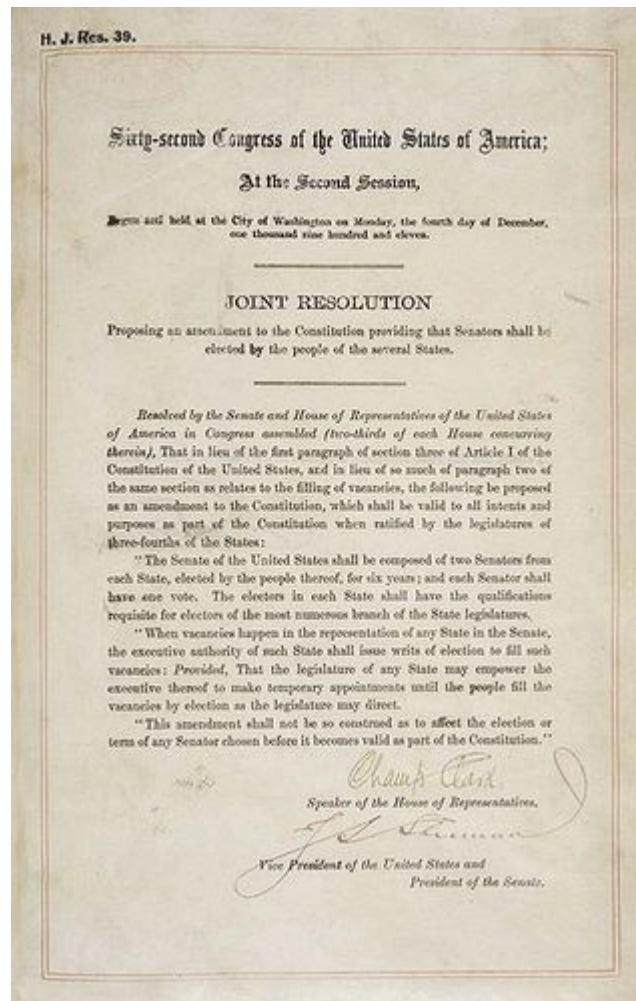 H. J. Res. 39.
Sixty-second Congress of the United States of America;
At the Second Session,
Begun and held at the City of Washington on Monday, the fourth day of December,
one thousand nine hundred and eleven.
JOINT RESOLUTION
Proposing an amendment to the Constitution providing that Senators shall be
elected by the people of the several States.
Resolved by the Senate and House of Representatives of the United States
of America in Congress assembled (two-thirds of each House concurring
therein), That in lieu of the first paragraph of section three of Article I of the
Constitution of the United States, and in lieu of so much of paragraph two of
the same section as relates to the filling of vacancies, the following be proposed
as an amendment to the Constitution, which shall be valid to all intents and
purposes as part of the Constitution when ratified by the legislatures of
three-fourths of the States:
"The Senate of the United States shall be composed of two Senators from
each State, elected by the people thereof, for six years; and each Senator shall
have one vote. The electors in each State shall have the qualifications
requisite for electors of the most numerous branch of the State legislatures.
"When vacancies happen in the representation of any State in the Senate,
the executive authority of such State shall issue writs of election to fill such
vacancies: Provided, That the legislature of any State may empower the
executive thereof to make temporary appointments until the people fill the
vacancies by election as the legislature may direct.
"This amendment shall not be so construed as to affect the election or
term of any Senator chosen before it becomes valid as part of the Constitution."
Champ Clark
Speaker of the House of Representatives.
Vice President of the United States and
President of the Senate.